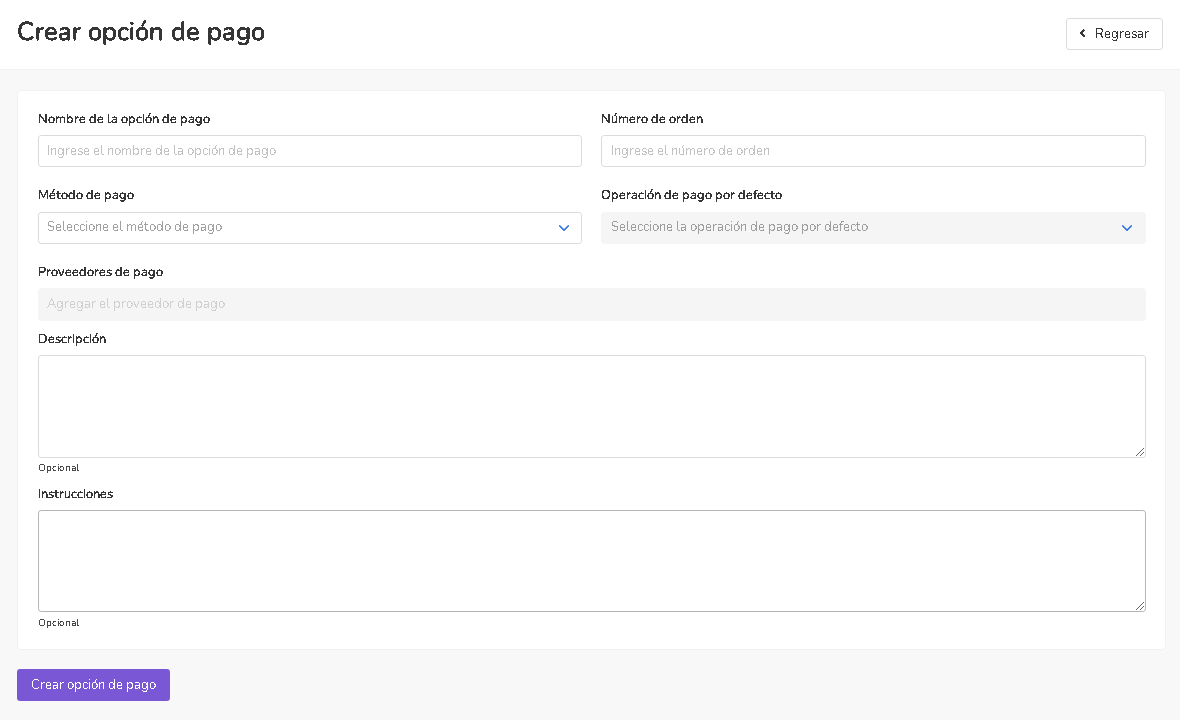 Crear opción de pago
Regresar
Nombre de la opción de pago
Número de orden
Ingrese el nombre de la opción de pago
Ingrese el número de orden
Método de pago
Operación de pago por defecto
Seleccione el método de pago
Seleccione la operación de pago por defecto
Proveedores de pago
Agregar el proveedor de pago
Descripción
Opcional
Instrucciones
Opcional
Crear opción de pago